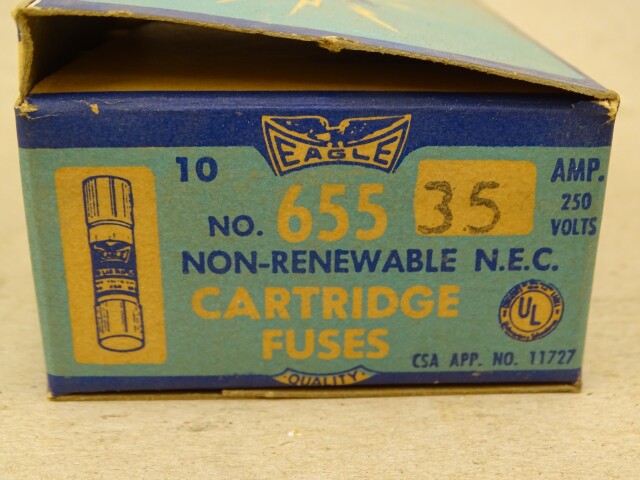 EAGLE
10
NO. 655 35 AMP.
250
VOLTS
NON-RENEWABLE N.E.C.
CARTRIDGE
FUSES
UL
CSA APP. NO. 11727
QUALITY